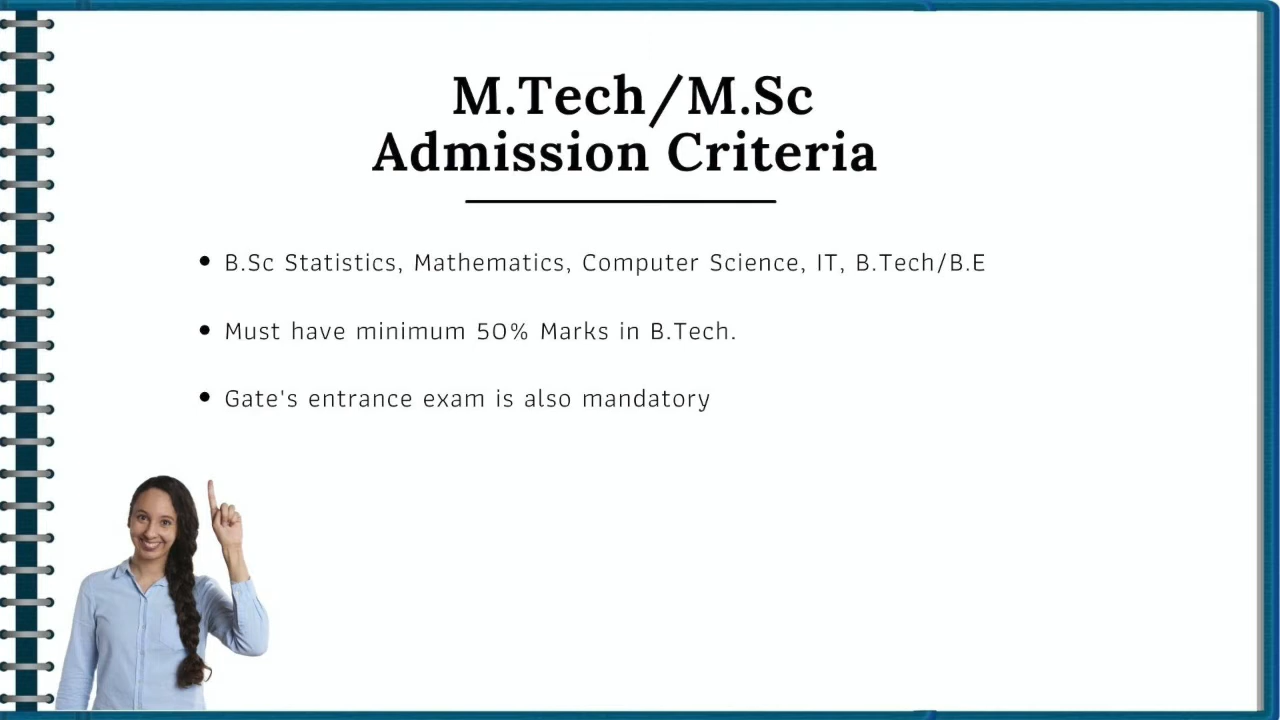 M.Tech/M.Sc
Admission Criteria
• B.Sc Statistics, Mathematics, Computer Science, IT, B.Tech/B.E
• Must have minimum 50% Marks in B.Tech.
• Gate's entrance exam is also mandatory